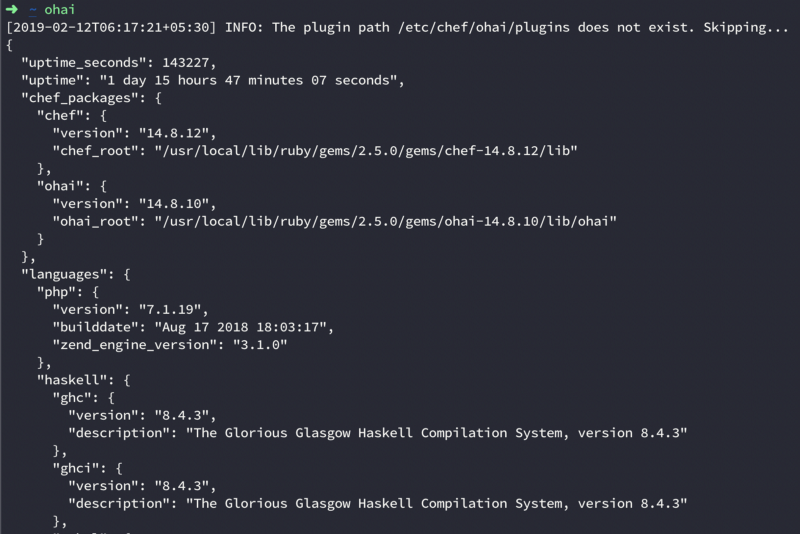 ➜ ~ ohai
[2019-02-12T06:17:21+05:30] INFO: The plugin path /etc/chef/ohai/plugins does not exist. Skipping...
{
  "uptime_seconds": 143227,
  "uptime": "1 day 15 hours 47 minutes 07 seconds",
  "chef_packages": {
    "chef": {
      "version": "14.8.12",
      "chef_root": "/usr/local/lib/ruby/gems/2.5.0/gems/chef-14.8.12/lib"
    },
    "ohai": {
      "version": "14.8.10",
      "ohai_root": "/usr/local/lib/ruby/gems/2.5.0/gems/ohai-14.8.10/lib/ohai"
    }
  },
  "languages": {
    "php": {
      "version": "7.1.19",
      "builddate": "Aug 17 2018 18:03:17",
      "zend_engine_version": "3.1.0"
    },
    "haskell": {
      "ghc": {
        "version": "8.4.3",
        "description": "The Glorious Glasgow Haskell Compilation System, version 8.4.3"
      },
      "ghci": {
        "version": "8.4.3",
        "description": "The Glorious Glasgow Haskell Compilation System, version 8.4.3"
      },